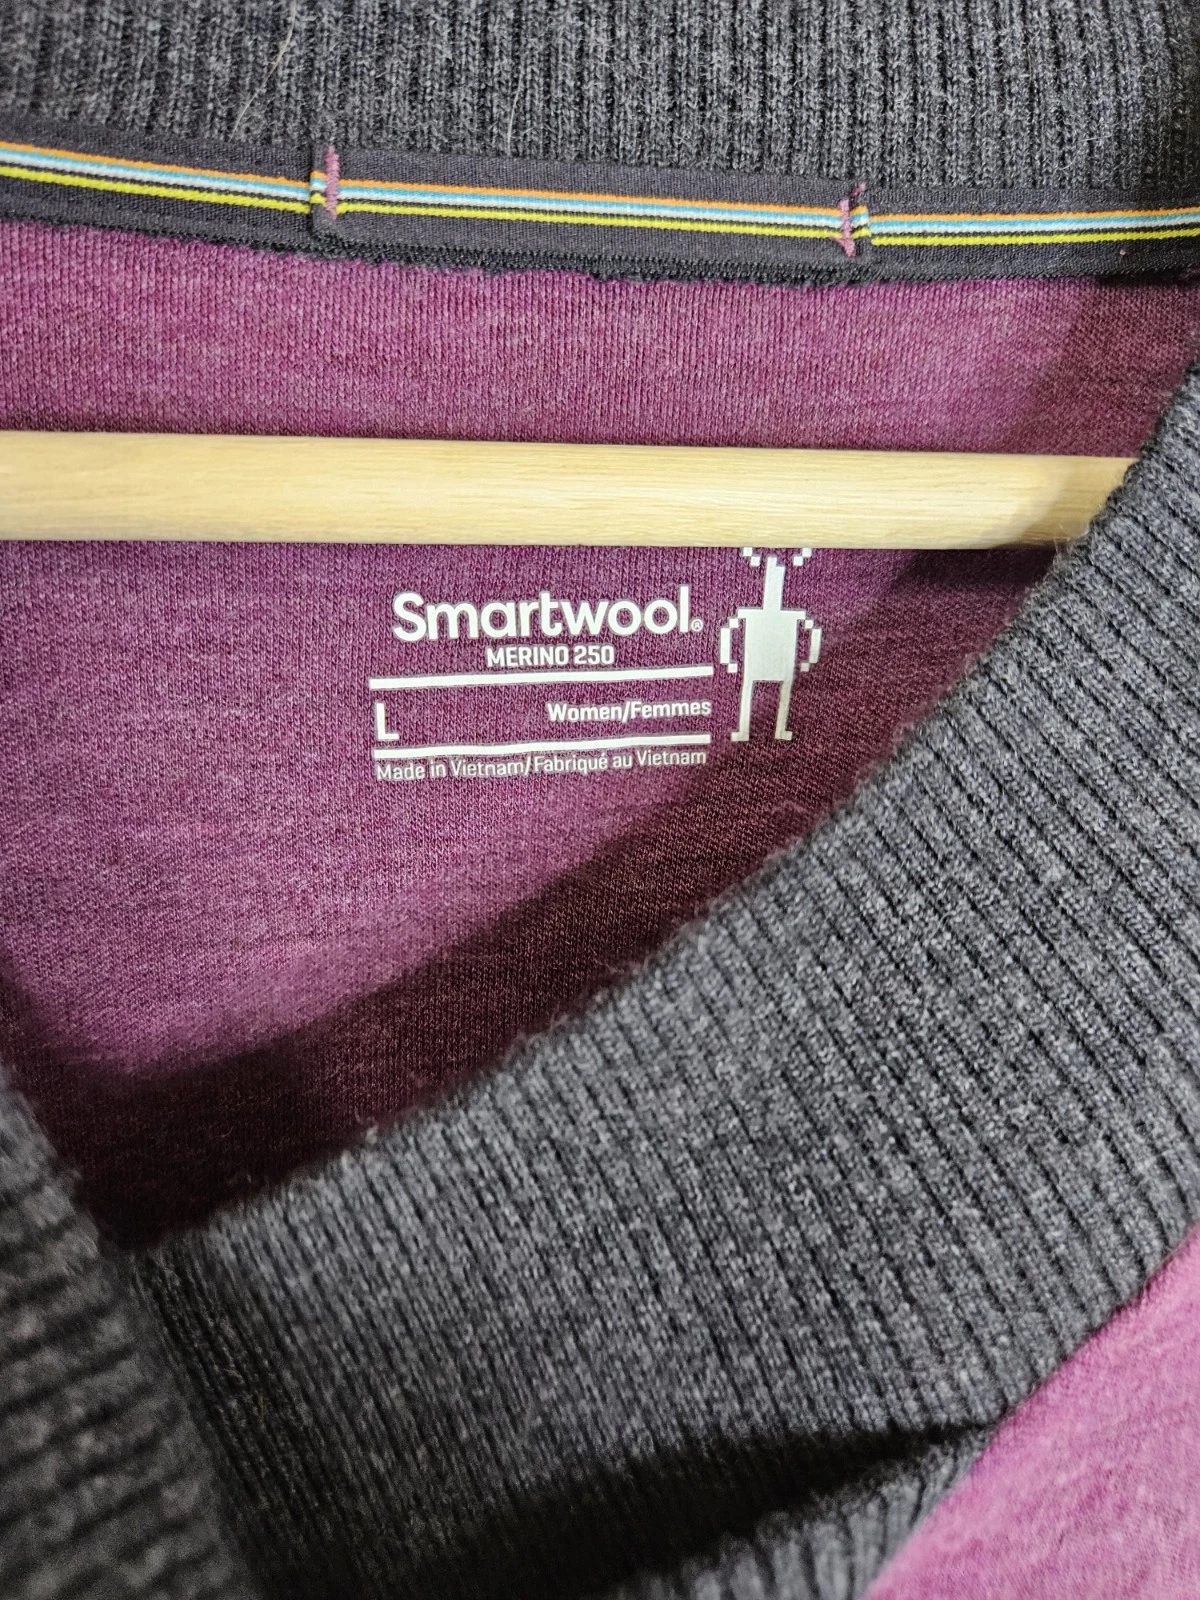 Smartwool®
MERINO 250
L
Women/Femmes
Made in Vietnam/Fabriqué au Vietnam